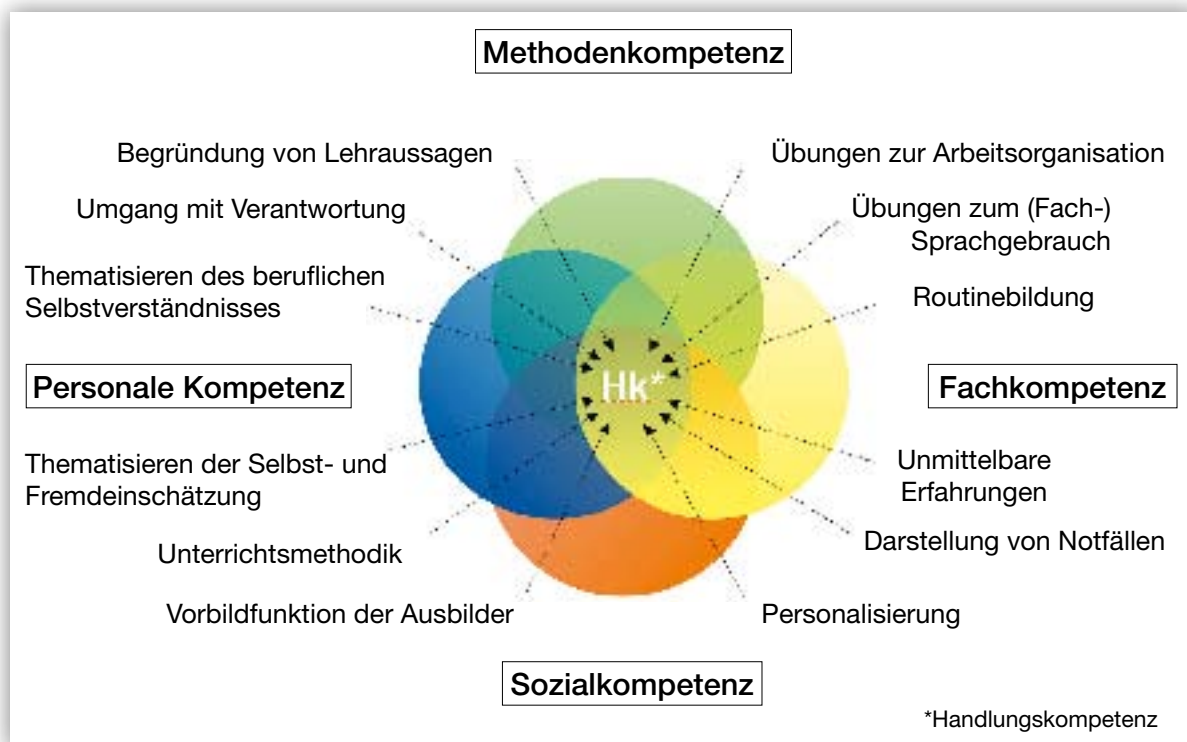 Methodenkompetenz
Begründung von Lehraussagen
Übungen zur Arbeitsorganisation
Umgang mit Verantwortung
Übungen zum (Fach-)
Sprachgebrauch
Thematisieren des beruflichen
Selbstverständnisses
Routinebildung
Personale Kompetenz
Hk*
Fachkompetenz
Thematisieren der Selbst- und
Fremdeinschätzung
Unmittelbare
Erfahrungen
Unterrichtsmethodik
Darstellung von Notfällen
Vorbildfunktion der Ausbilder
Personalisierung
Sozialkompetenz
*Handlungskompetenz